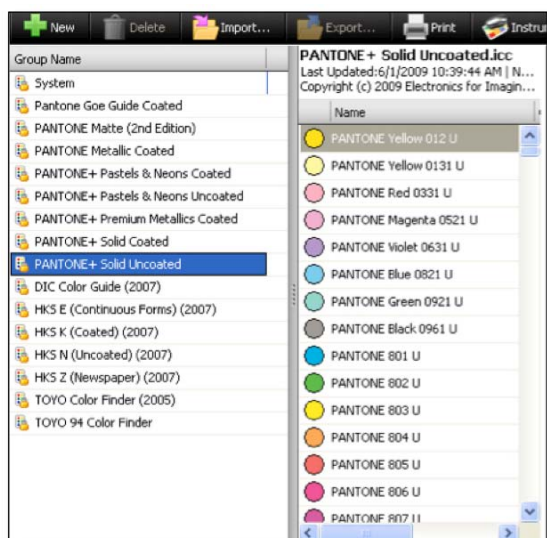 New Delete Import... Export... Print Instru
Group Name
System
Pantone Goe Guide Coated
PANTONE Matte (2nd Edition)
PANTONE Metallic Coated
PANTONE+ Pastels & Neons Coated
PANTONE+ Pastels & Neons Uncoated
PANTONE+ Premium Metallics Coated
PANTONE+ Solid Coated
PANTONE+ Solid Uncoated
DIC Color Guide (2007)
HKS E (Continuous Forms) (2007)
HKS K (Coated) (2007)
HKS N (Uncoated) (2007)
HKS Z (Newspaper) (2007)
TOYO Color Finder (2005)
TOYO 94 Color Finder
PANTONE+ Solid Uncoated.icc
Last Updated:6/1/2009 10:39:44 AM | N...
Copyright (c) 2009 Electronics for Imagin...
Name
PANTONE Yellow 012 U
PANTONE Yellow 0131 U
PANTONE Red 0331 U
PANTONE Magenta 0521 U
PANTONE Violet 0631 U
PANTONE Blue 0821 U
PANTONE Green 0921 U
PANTONE Black 0961 U
PANTONE 801 U
PANTONE 802 U
PANTONE 803 U
PANTONE 804 U
PANTONE 805 U
PANTONE 806 U
PANTONE 807 U